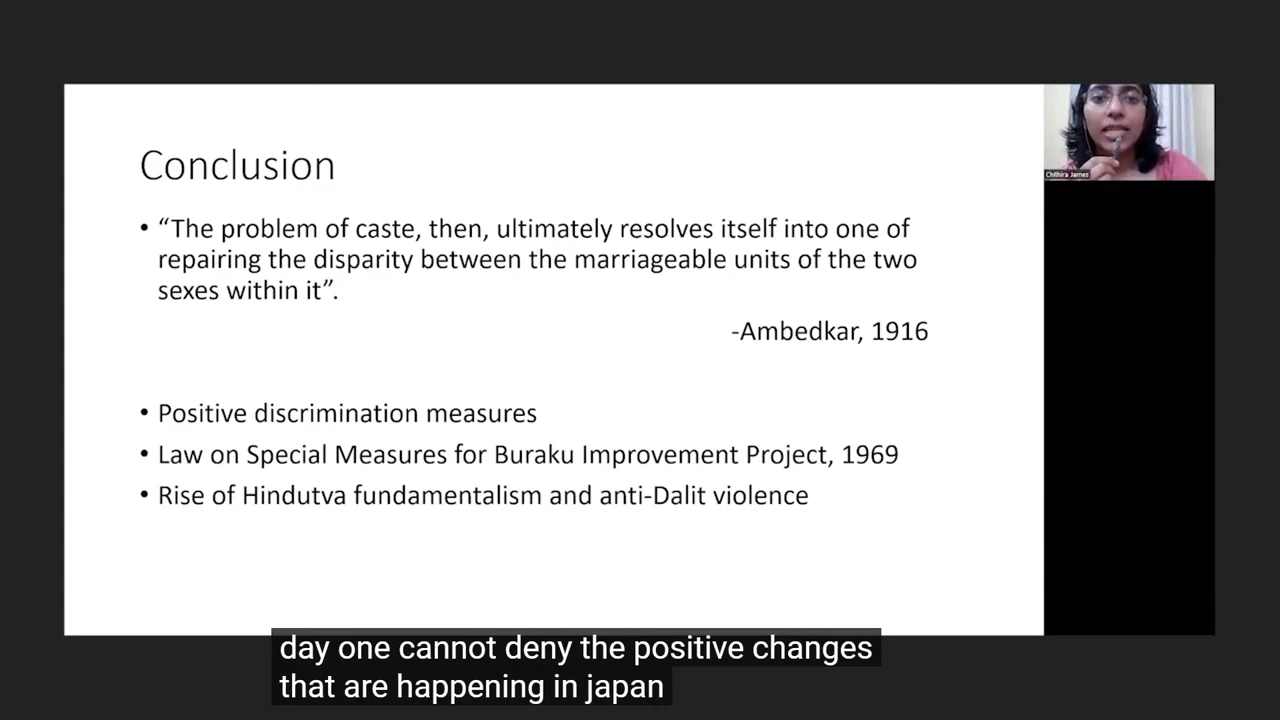 Conclusion
• “The problem of caste, then, ultimately resolves itself into one of
repairing the disparity between the marriageable units of the two
sexes within it”.
-Ambedkar, 1916
• Positive discrimination measures
• Law on Special Measures for Buraku Improvement Project, 1969
• Rise of Hindutva fundamentalism and anti-Dalit violence
Chithira James
day one cannot deny the positive changes
that are happening in japan